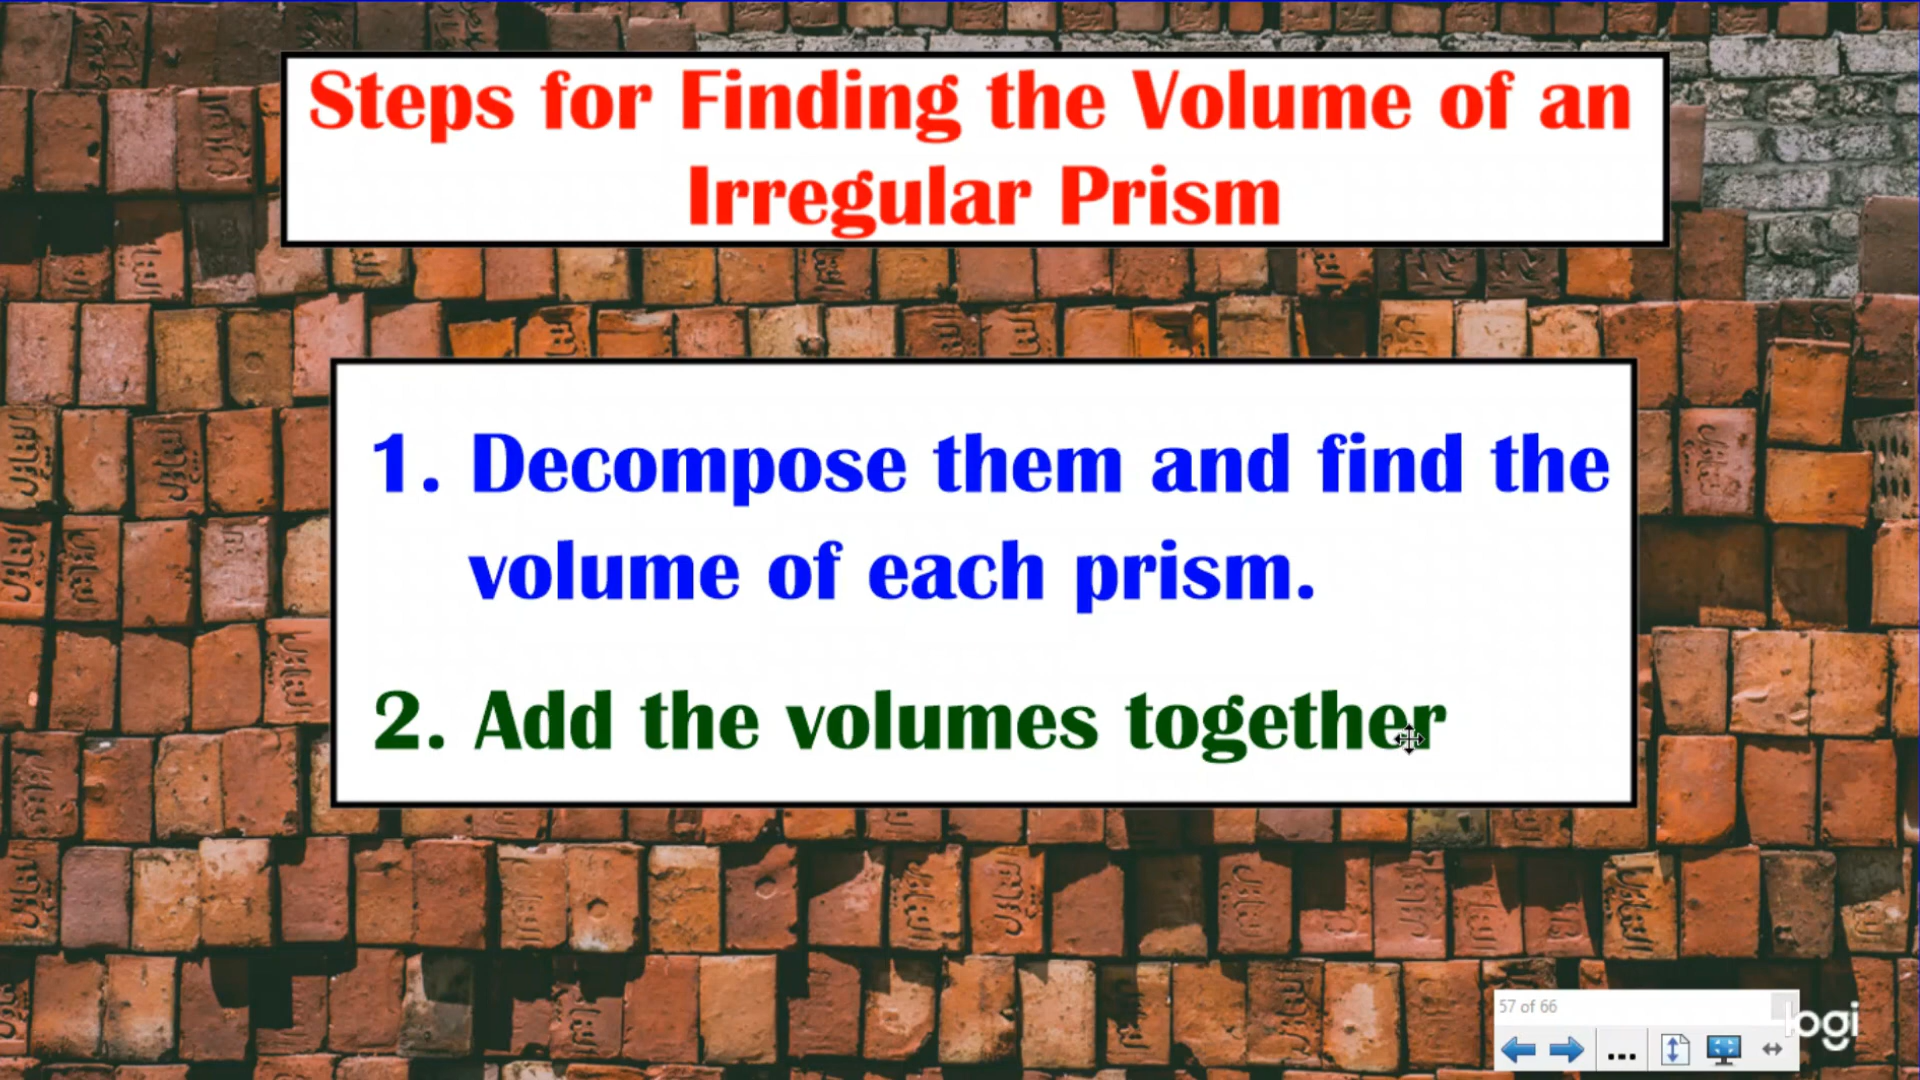 Steps for Finding the Volume of an
Irregular Prism
1. Decompose them and find the
volume of each prism.
2. Add the volumes together
57 of 66
...
logi